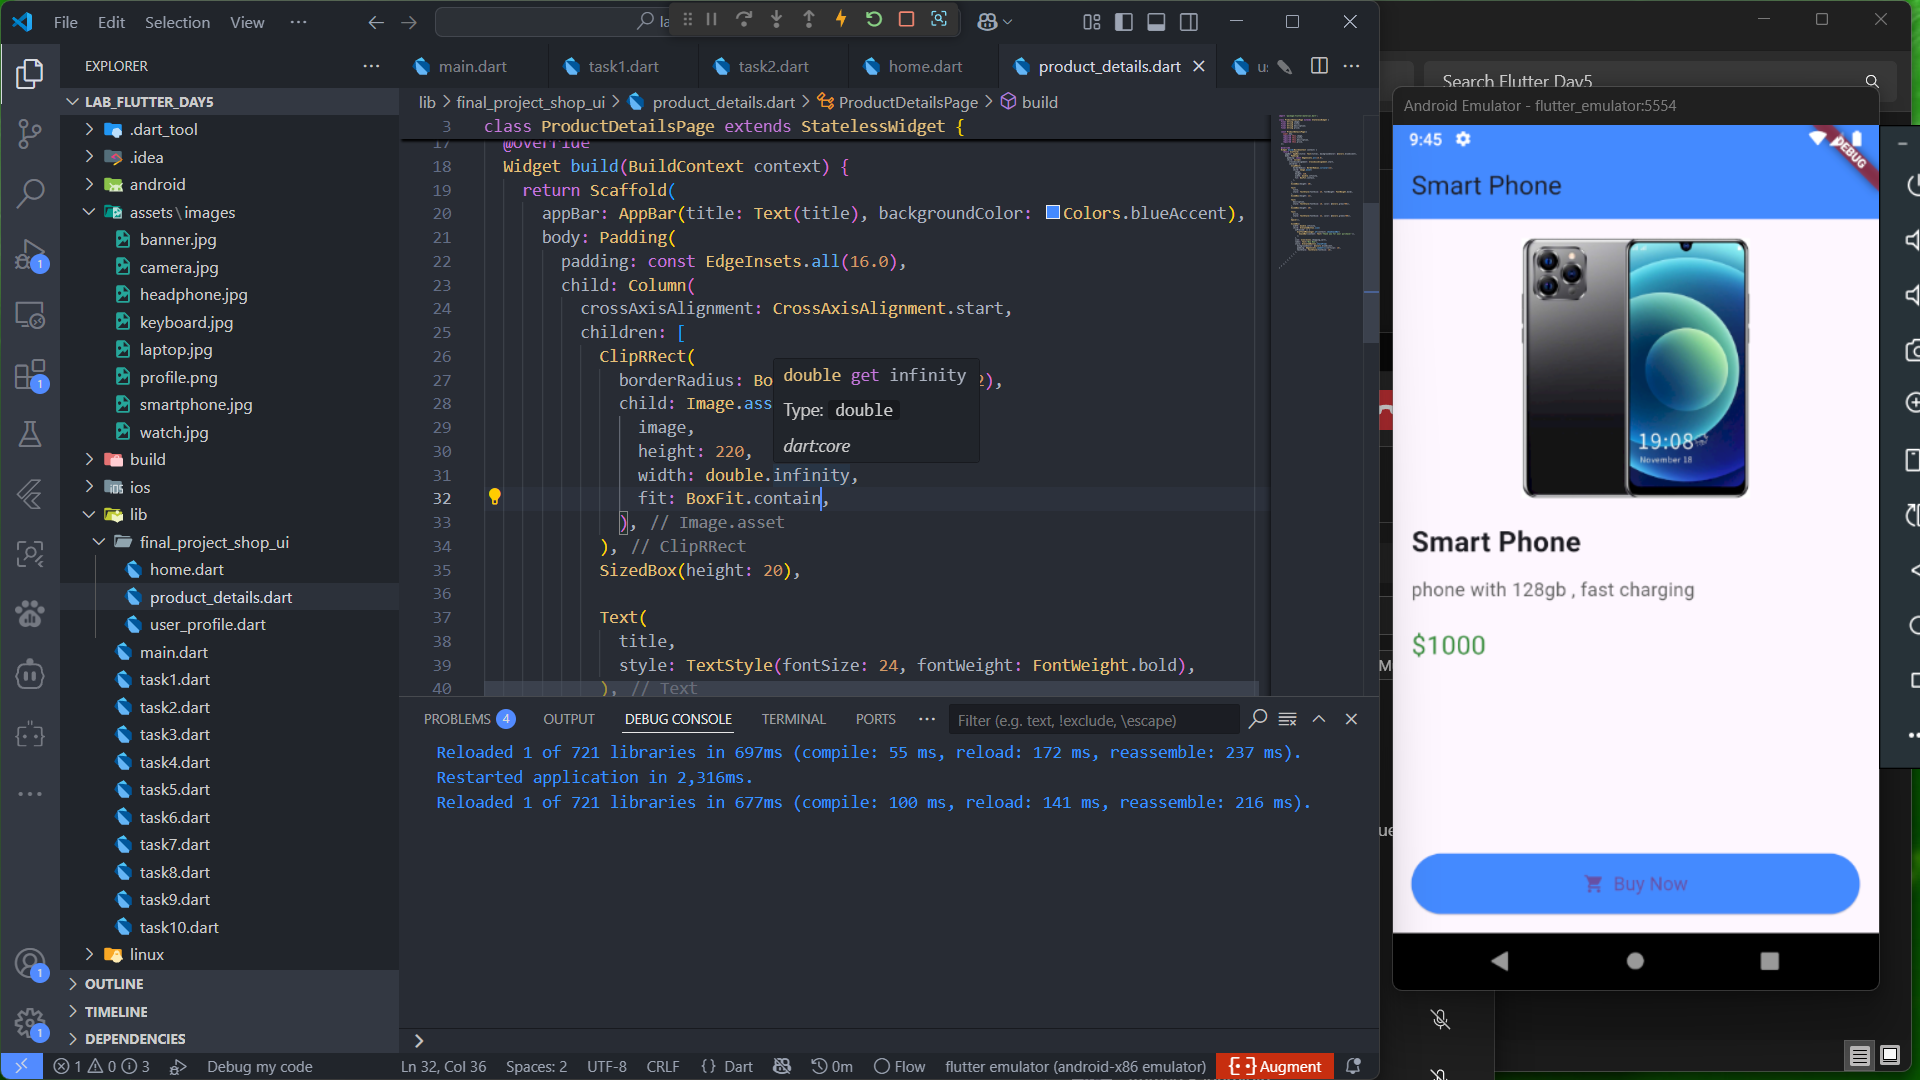 File Edit Selection View ···
la
EXPLORER
LAB_FLUTTER_DAY5
.dart_tool
.idea
android
assets\images
banner.jpg
camera.jpg
headphone.jpg
keyboard.jpg
laptop.jpg
profile.png
smartphone.jpg
watch.jpg
build
ios
lib
final_project_shop_ui
home.dart
product_details.dart
user_profile.dart
main.dart
task1.dart
task2.dart
task3.dart
task4.dart
task5.dart
task6.dart
task7.dart
task8.dart
task9.dart
task10.dart
linux
OUTLINE
TIMELINE
DEPENDENCIES
main.dart task1.dart task2.dart home.dart product_details.dart
lib > final_project_shop_ui > product_details.dart > ProductDetailsPage > build
3 class ProductDetailsPage extends StatelessWidget {
17 @override
18 Widget build(BuildContext context) {
19 return Scaffold(
20 appBar: AppBar(title: Text(title), backgroundColor: Colors.blueAccent),
21 body: Padding(
22 padding: const EdgeInsets.all(16.0),
23 child: Column(
24 crossAxisAlignment: CrossAxisAlignment.start,
25 children: [
26 ClipRRect(
27 borderRadius: Bo 2),
28 child: Image.ass
29 image,
30 height: 220,
31 width: double.infinity,
32 fit: BoxFit.contain,
33 ), // Image.asset
34 ), // ClipRRect
35 SizedBox(height: 20),
36
37 Text(
38 title,
39 style: TextStyle(fontSize: 24, fontWeight: FontWeight.bold),
40 ), // Text
double get infinity
Type: double
dart:core
PROBLEMS 4 OUTPUT DEBUG CONSOLE TERMINAL PORTS ··· Filter (e.g. text, !exclude, \escape)
Reloaded 1 of 721 libraries in 697ms (compile: 55 ms, reload: 172 ms, reassemble: 237 ms).
Restarted application in 2,316ms.
Reloaded 1 of 721 libraries in 677ms (compile: 100 ms, reload: 141 ms, reassemble: 216 ms).
1 0 3 Debug my code Ln 32, Col 36 Spaces: 2 UTF-8 CRLF {} Dart 0m Flow flutter emulator (android-x86 emulator) Augment
1
1
1
1
Search Flutter Day5
Android Emulator - flutter_emulator:5554
9:45
DEBUG
Smart Phone
19:08
November 18
Smart Phone
phone with 128gb , fast charging
$1000
Buy Now
ue